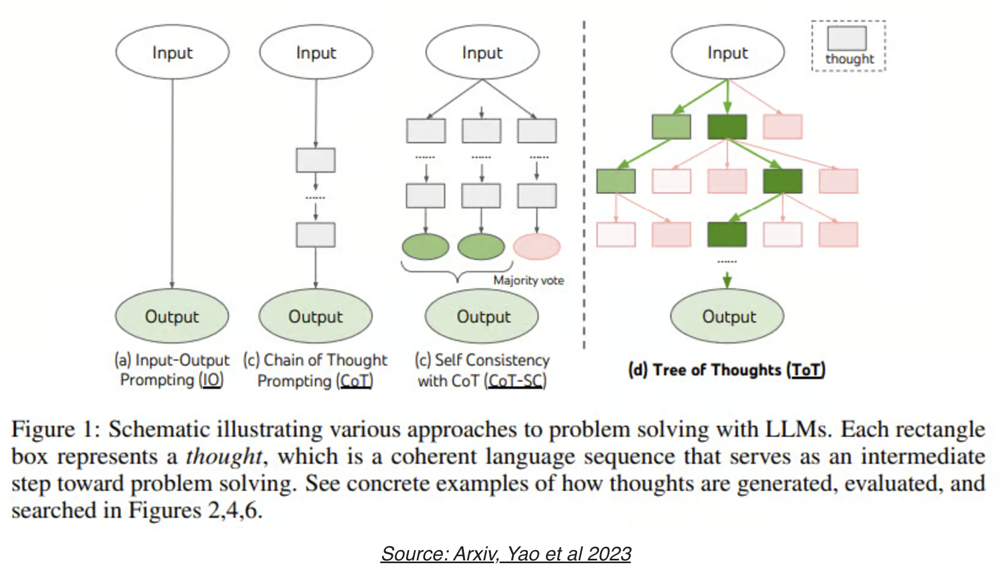 Input
Input
Input
Input
thought
......
......
......
......
......
Majority vote
Output
Output
Output
Output
(a) Input-Output
Prompting (IO)
(c) Chain of Thought
Prompting (CoT)
(c) Self Consistency
with CoT (CoT-SC)
(d) Tree of Thoughts (ToT)
Figure 1: Schematic illustrating various approaches to problem solving with LLMs. Each rectangle
box represents a thought, which is a coherent language sequence that serves as an intermediate
step toward problem solving. See concrete examples of how thoughts are generated, evaluated, and
searched in Figures 2,4,6.
Source: Arxiv, Yao et al 2023